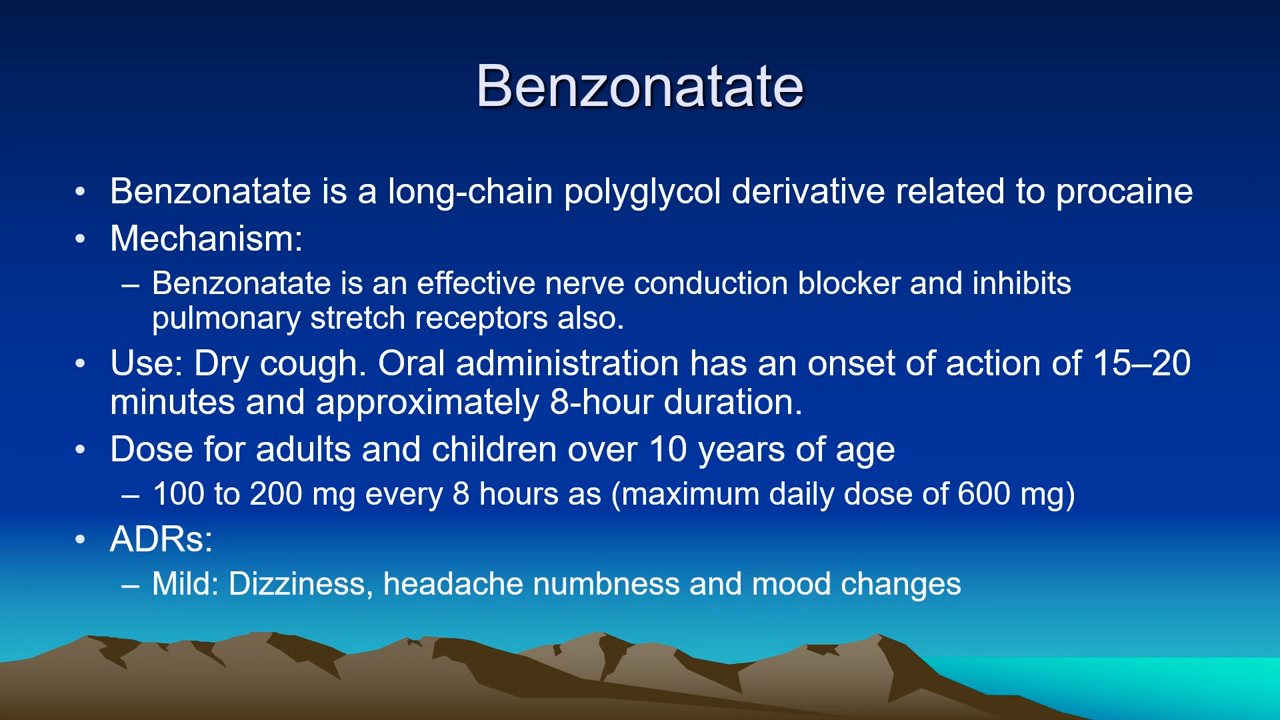 Benzonatate
• Benzonatate is a long-chain polyglycol derivative related to procaine
• Mechanism:
– Benzonatate is an effective nerve conduction blocker and inhibits
pulmonary stretch receptors also.
• Use: Dry cough. Oral administration has an onset of action of 15–20
minutes and approximately 8-hour duration.
• Dose for adults and children over 10 years of age
– 100 to 200 mg every 8 hours as (maximum daily dose of 600 mg)
• ADRs:
– Mild: Dizziness, headache numbness and mood changes